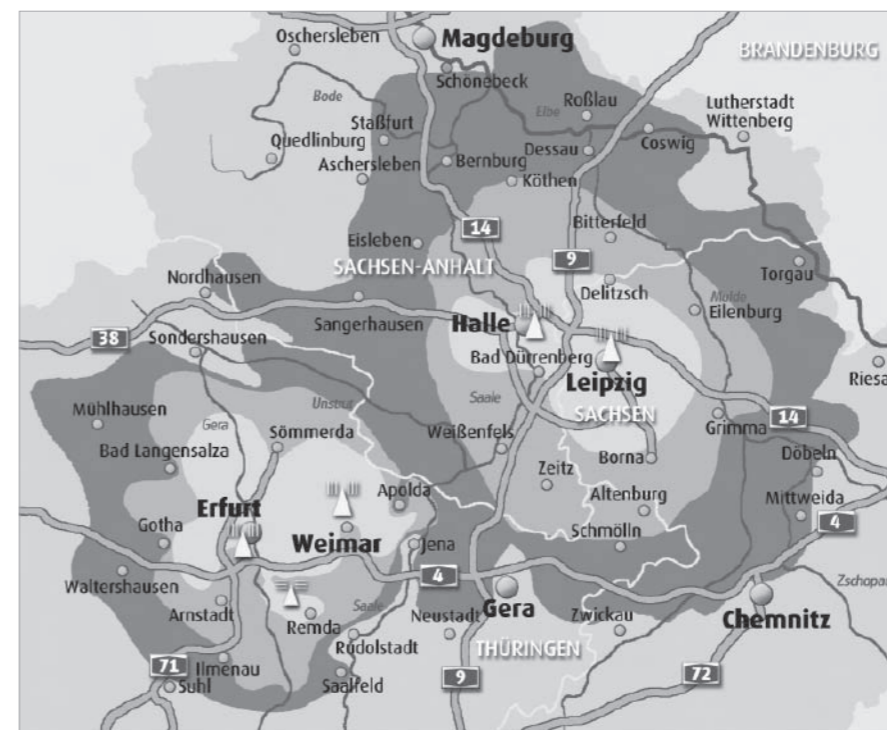 Oschersleben
Magdeburg
BRANDENBURG
Schönebeck
Bode
Elbe
Roßlau
Lutherstadt
Wittenberg
Staßfurt
Quedlinburg
Dessau
Coswig
Aschersleben
Bernburg
Köthen
14
Bitterfeld
Eisleben
9
SACHSEN-ANHALT
Torgau
Nordhausen
Delitzsch
Mulde
Eilenburg
Sangerhausen
Halle
38
Sondershausen
Bad Dürrenberg
Leipzig
Riesa
Mühlhausen
Unstrut
Saale
SACHSEN
14
Gera
Sömmerda
Weißenfels
Grimma
Bad Langensalza
Borna
Döbeln
Zeitz
Apolda
Altenburg
Mittweida
Erfurt
Gotha
Weimar
Schmölln
4
Jena
4
Waltershausen
Gera
Zschopau
Arnstadt
Remda
Saale
Neustadt
Zwickau
Chemnitz
Rudolstadt
THÜRINGEN
71
Ilmenau
Suhl
Saalfeld
9
72